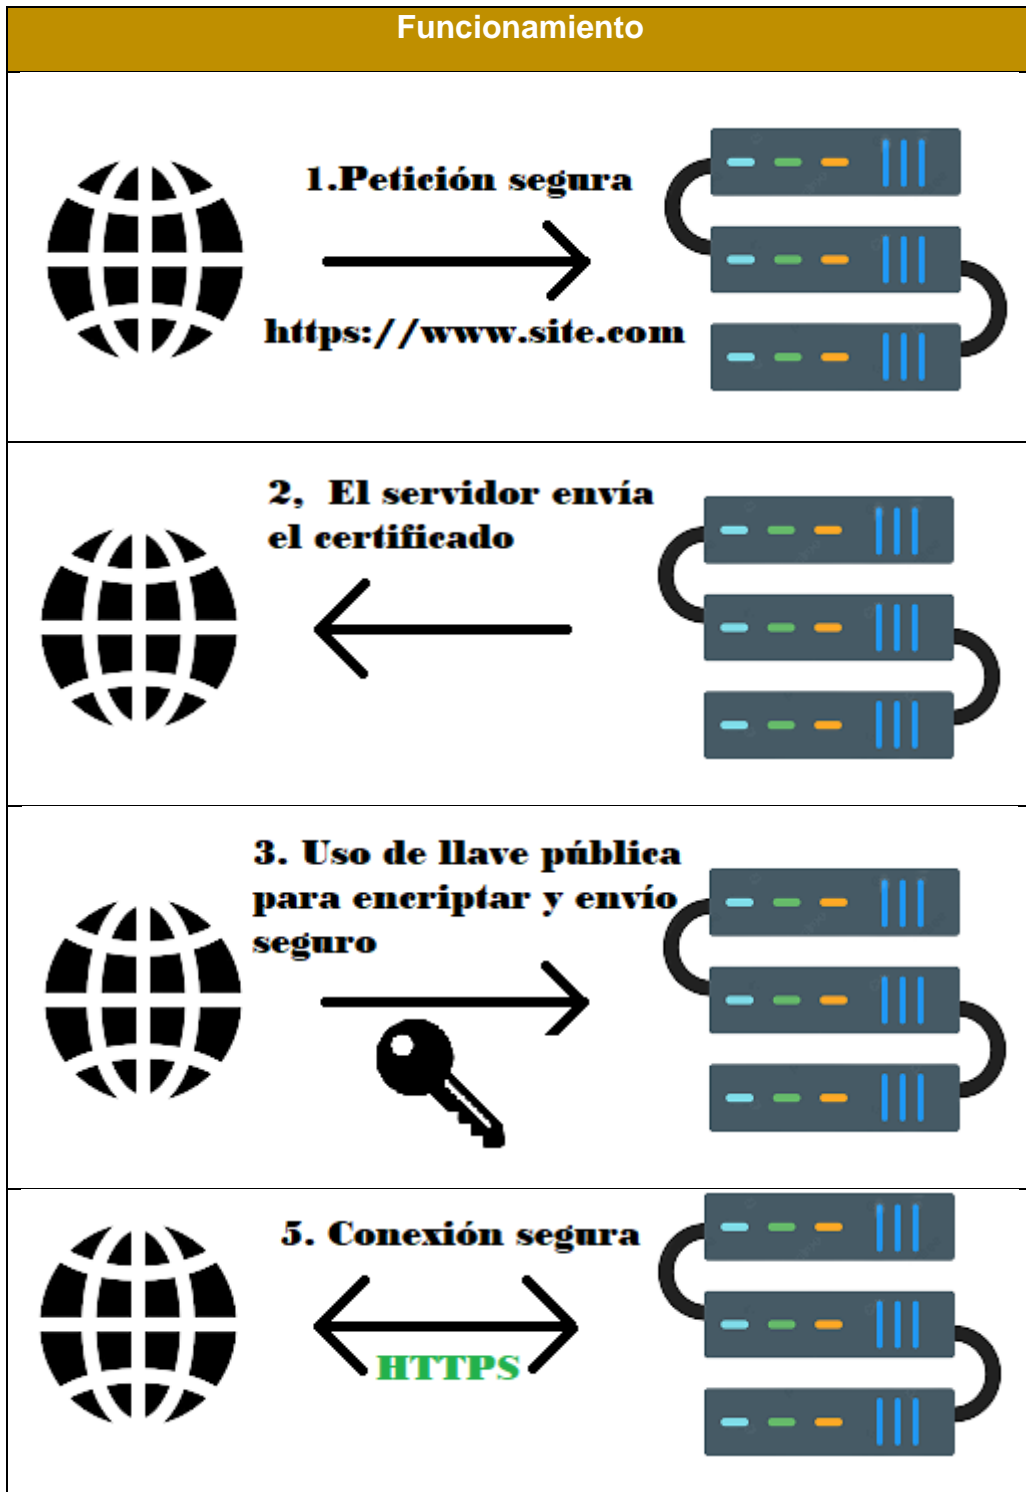 Funcionamiento
1.Petición segura
https://www.site.com
2, El servidor envía
el certificado
3. Uso de llave pública
para encriptar y envío
seguro
5. Conexión segura
HTTPS